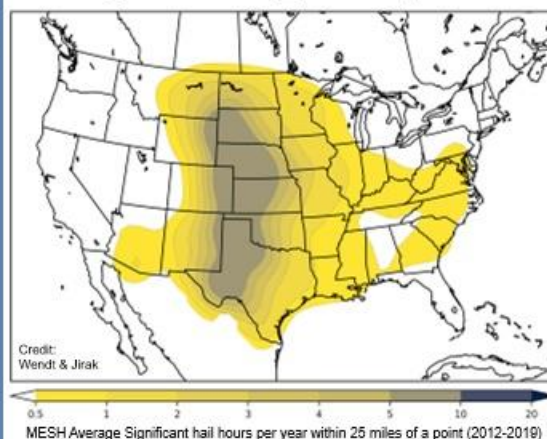 Credit:
Wendt & Jirak
0.5 1 2 3 4 5 10 20
MESH Average Significant hail hours per year within 25 miles of a point (2012-2019)